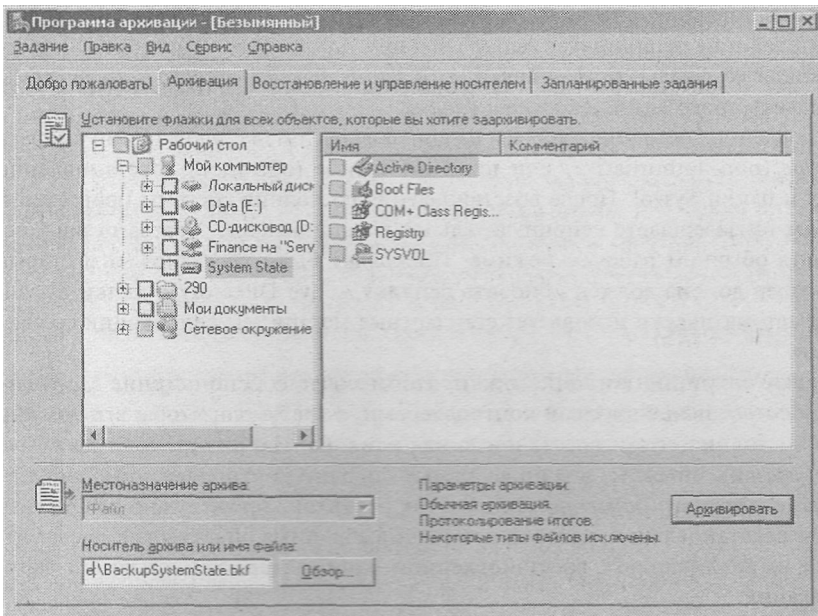 Программа архивации - [Безымянный]
Задание Правка Вид Сервис Справка
Добро пожаловать! Архивация Восстановление и управление носителем Запланированные задания
Установите флажки для всех объектов, которые вы хотите заархивировать.
Рабочий стол
Мой компьютер
Локальный диск
Data (E:)
CD-дисковод (D:
Finance на "Serv
System State
290
Мои документы
Сетевое окружение
Имя Комментарий
Active Directory
Boot Files
COM+ Class Regis...
Registry
SYSVOL
Местоназначение архива:
Файл
Носитель архива или имя файла:
e:\BackupSystemState.bkf Обзор...
Параметры архивации:
Обычная архивация.
Протоколирование итогов.
Некоторые типы файлов исключены.
Архивировать